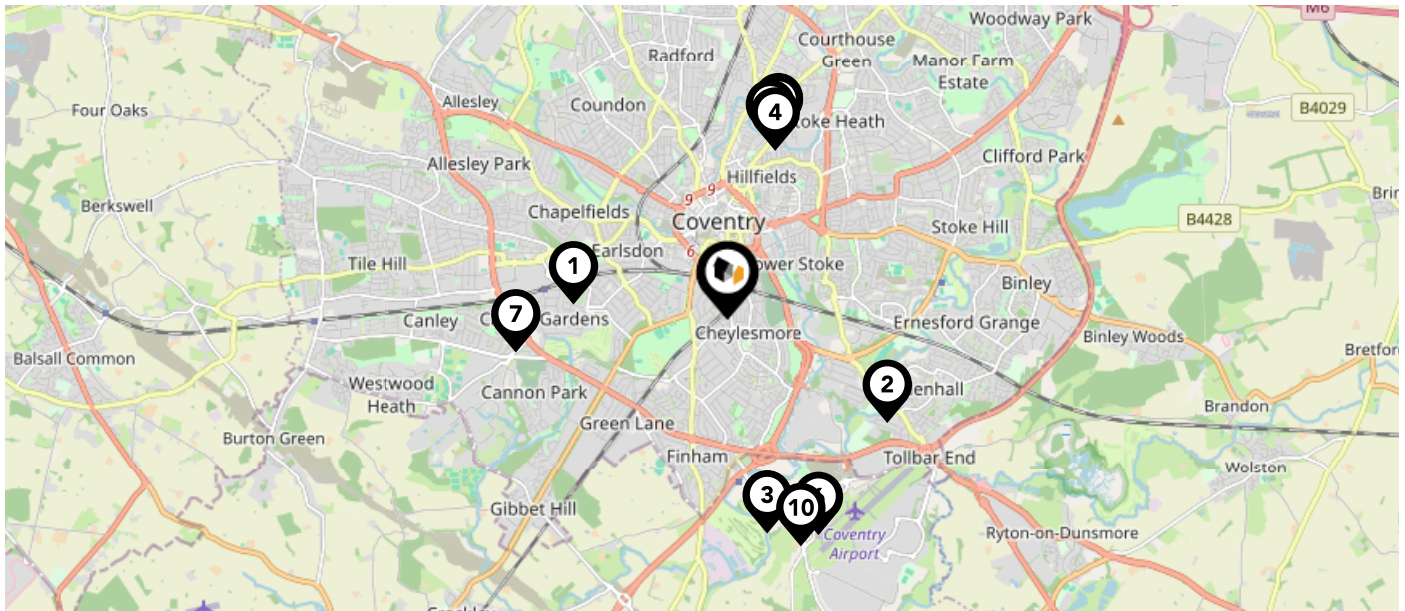 M6
Woodway Park
Radford
Courthouse
Green
Manor Farm
Estate
Allesley
Coundon
Four Oaks
B4029
4
toke Heath
Allesley Park
Clifford Park
Hillfields
9
9
Berkswell
Chapelfields
Coventry
B4428
Stoke Hill
Earlsdon
6
1
ower Stoke
Tile Hill
Binley
7
Canley
C
Gardens
Cheylesmore
Ernesford Grange
Binley Woods
Balsall Common
2
enhall
Westwood
Heath
Cannon Park
Brandon
Green Lane
Burton Green
Finham
Tollbar End
Wolston
3
10
Gibbet Hill
Coventry
Airport
Ryton-on-Dunsmore